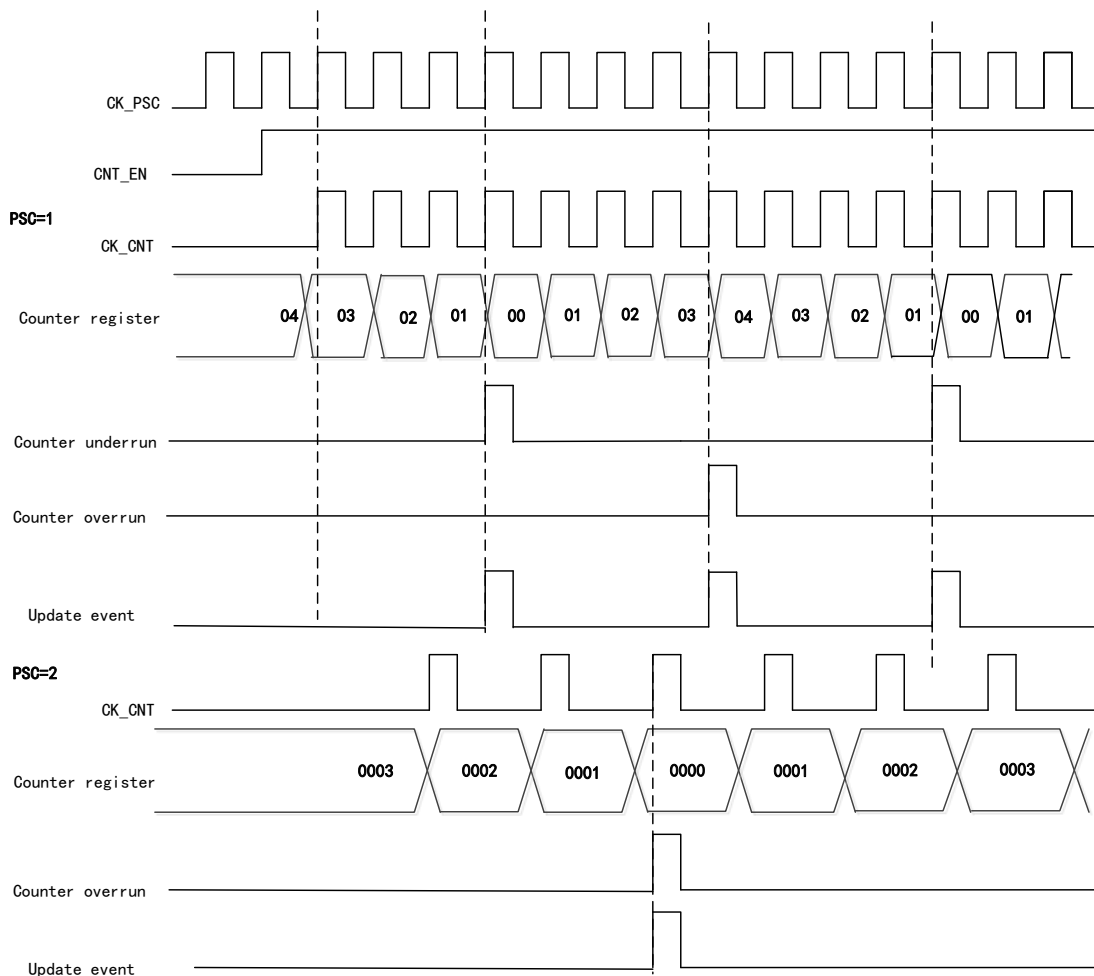 CK_PSC
CNT_EN
PSC=1
CK_CNT
Counter register 04 03 02 01 00 01 02 03 04 03 02 01 00 01
Counter underrun
Counter overrun
Update event
PSC=2
CK_CNT
Counter register 0003 0002 0001 0000 0001 0002 0003
Counter overrun
Update event